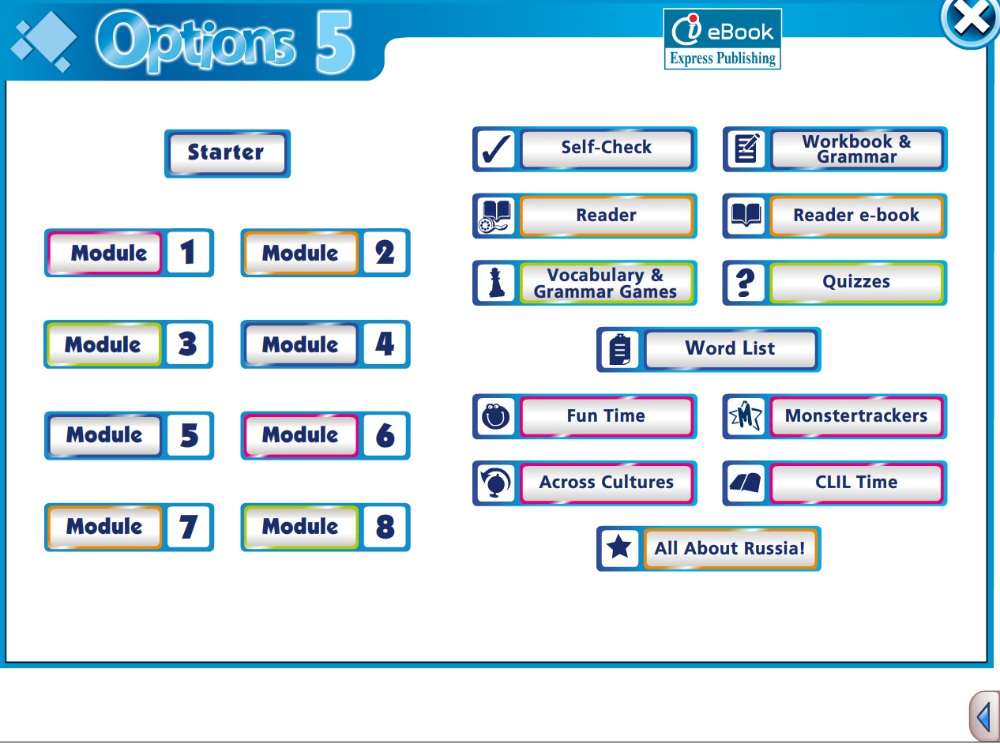 Options 5
i eBook
Express Publishing
Starter
Module 1
Module 2
Module 3
Module 4
Module 5
Module 6
Module 7
Module 8
Self-Check
Workbook &
Grammar
Reader
Reader e-book
Vocabulary &
Grammar Games
Quizzes
Word List
Fun Time
M
Monstertrackers
Across Cultures
CLIL Time
All About Russia!